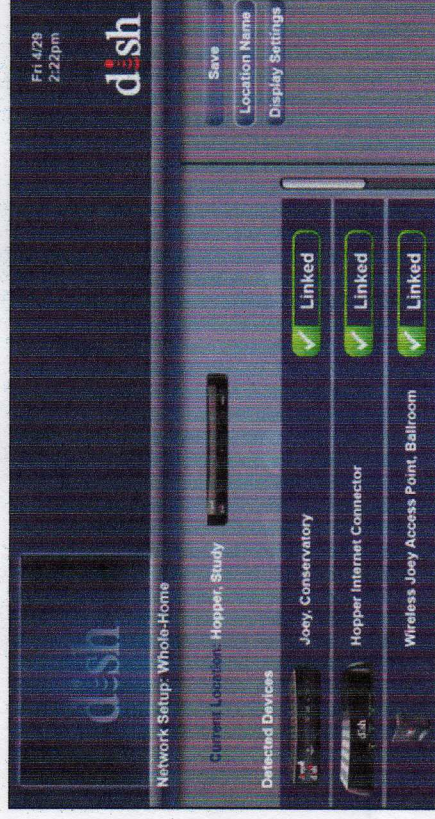 dish
Fri 4/29
2:22pm
dish
Network Setup: Whole-Home
Current Location: Hopper, Study
Save
Location Name
Display Settings
Detected Devices
Joey, Conservatory
Linked
Hopper Internet Connector
dish
Linked
Wireless Joey Access Point, Ballroom
Linked